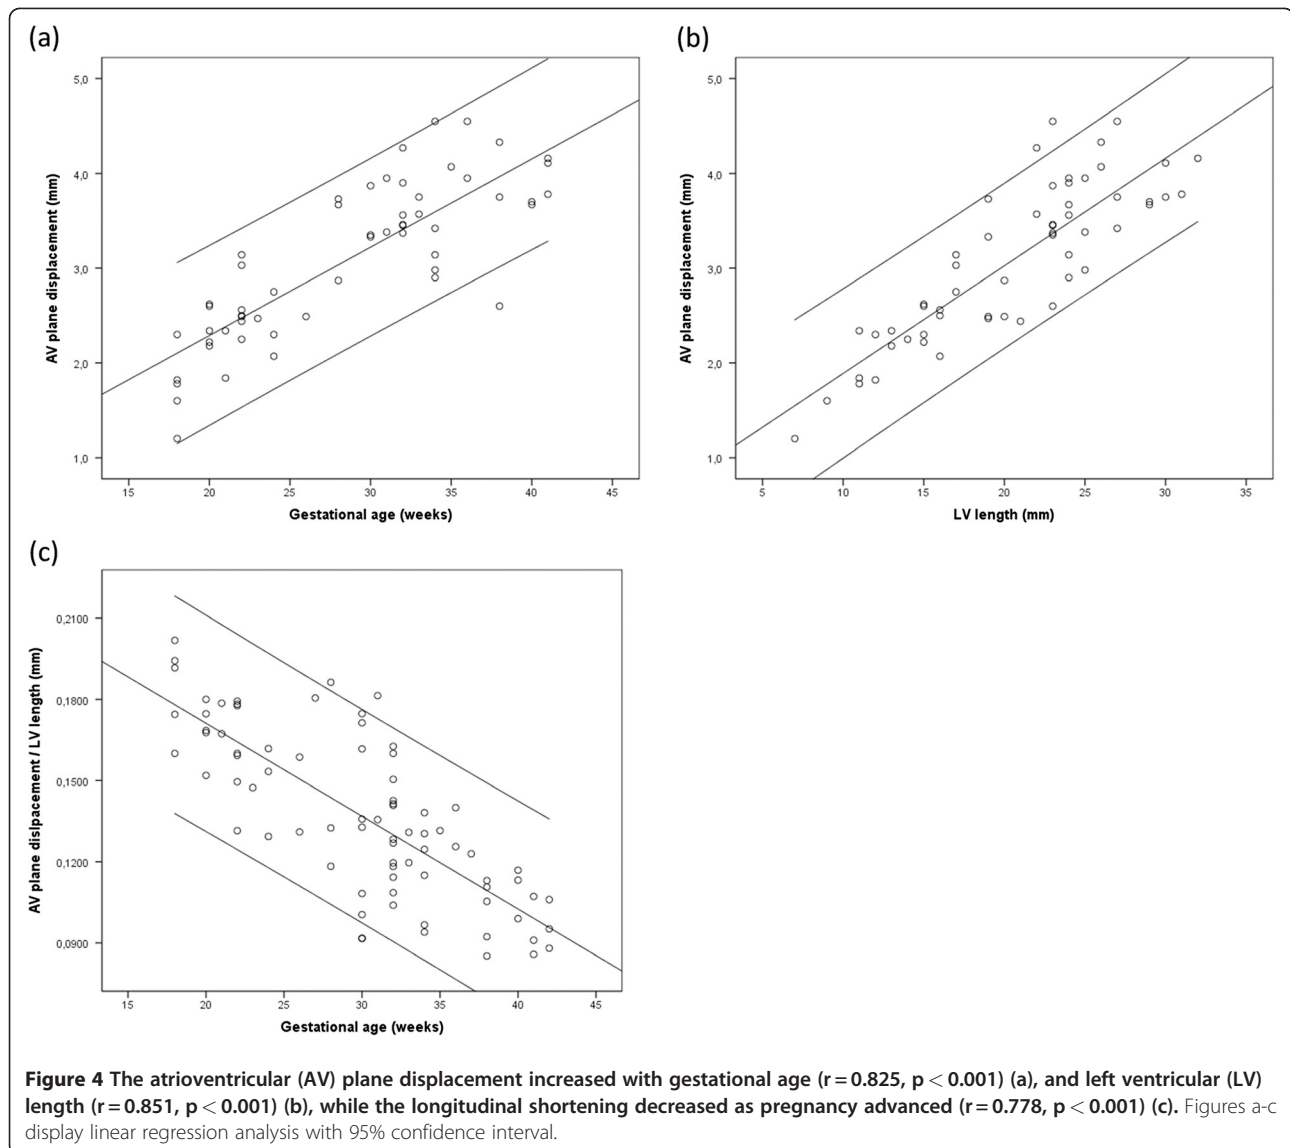 (a)
5,0
4,0
3,0
2,0
1,0
AV plane displacement (mm)
15 20 25 30 35 40 45
Gestational age (weeks)
(b)
5,0
4,0
3,0
2,0
1,0
AV plane displacement (mm)
5 10 15 20 25 30 35
LV length (mm)
(c)
0,2100
0,1800
0,1500
0,1200
0,0900
AV plane dislpacement / LV length (mm)
15 20 25 30 35 40 45
Gestational age (weeks)
Figure 4 The atrioventricular (AV) plane displacement increased with gestational age (r = 0.825, p < 0.001) (a), and left ventricular (LV)
length (r = 0.851, p < 0.001) (b), while the longitudinal shortening decreased as pregnancy advanced (r = 0.778, p < 0.001) (c). Figures a-c
display linear regression analysis with 95% confidence interval.